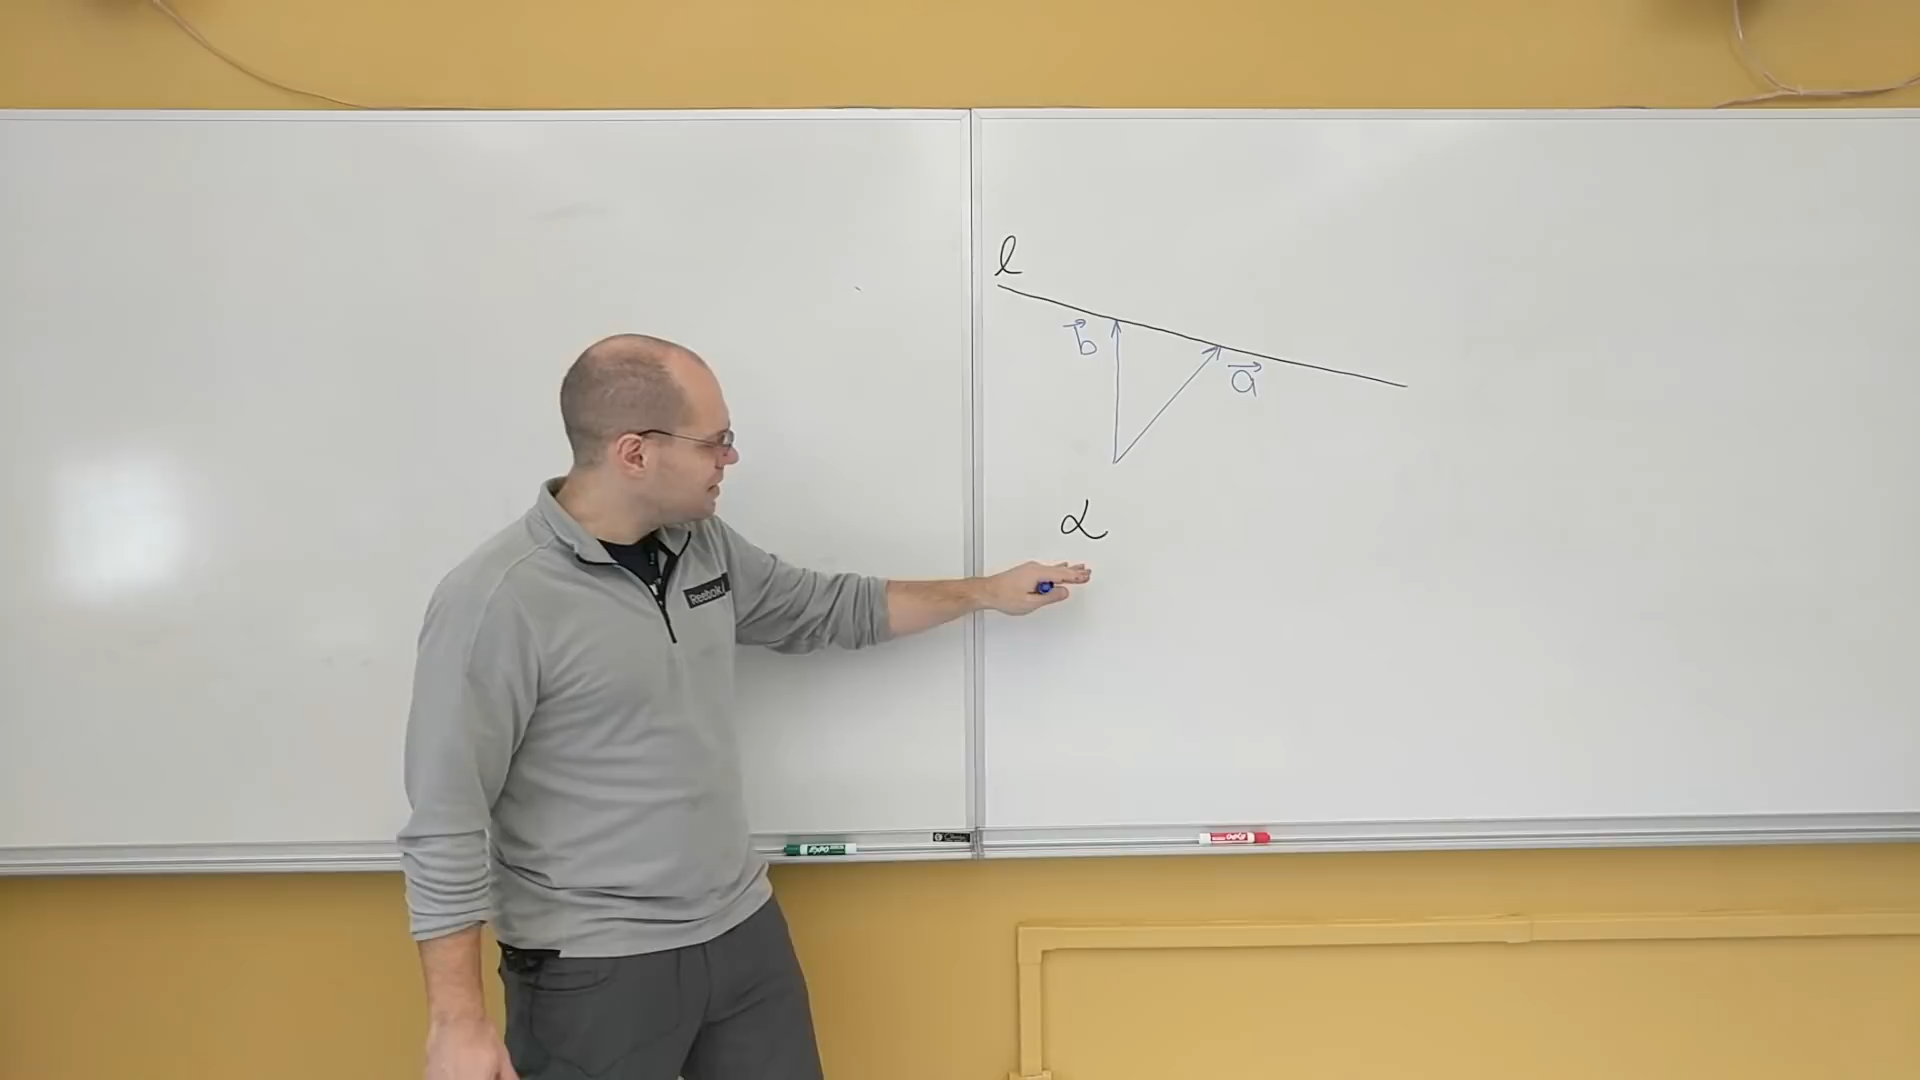 ℓ
b⃗
a⃗
α
Reebok
EXPO
EXPO